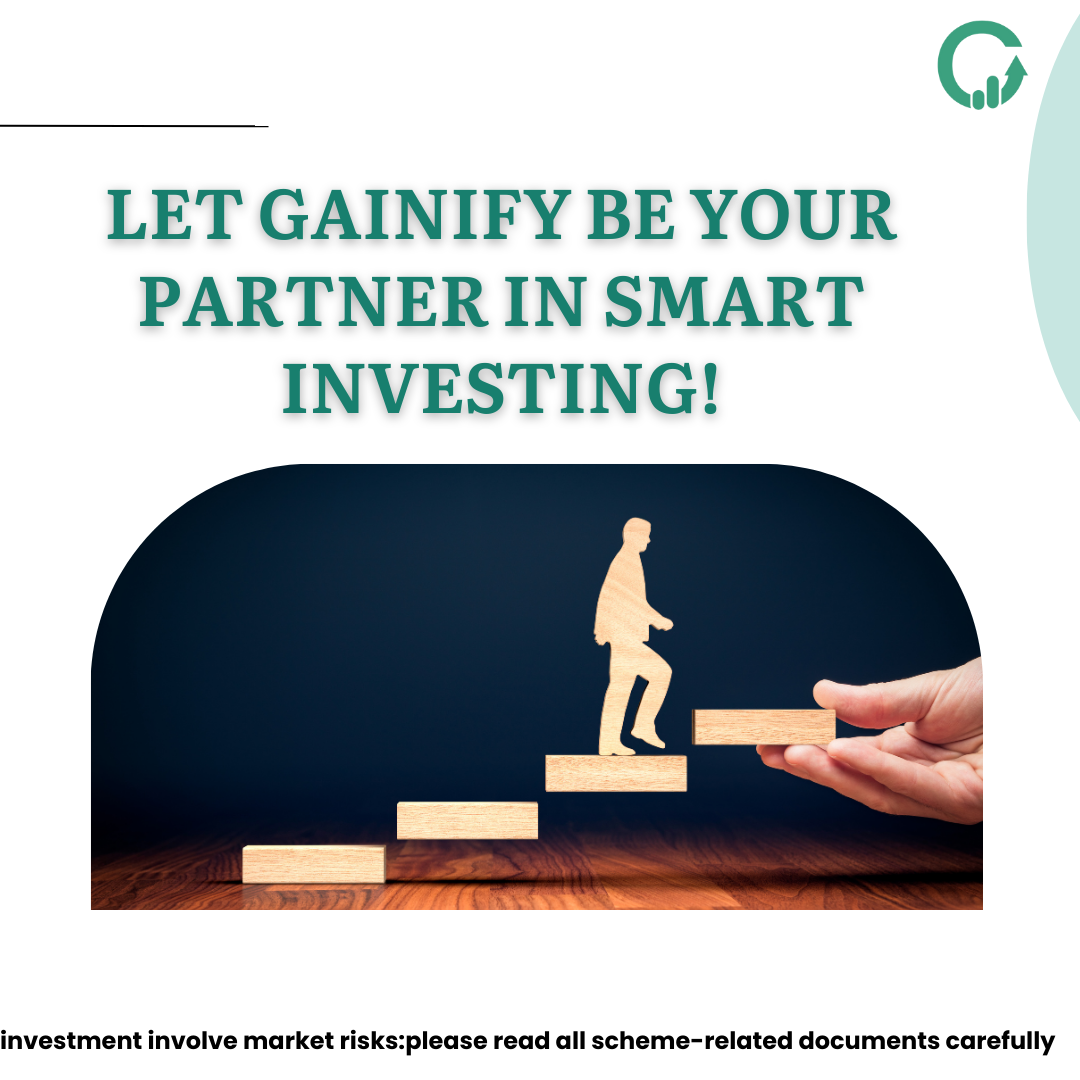 LET GAINIFY BE YOUR
PARTNER IN SMART
INVESTING!
investment involve market risks:please read all scheme-related documents carefully